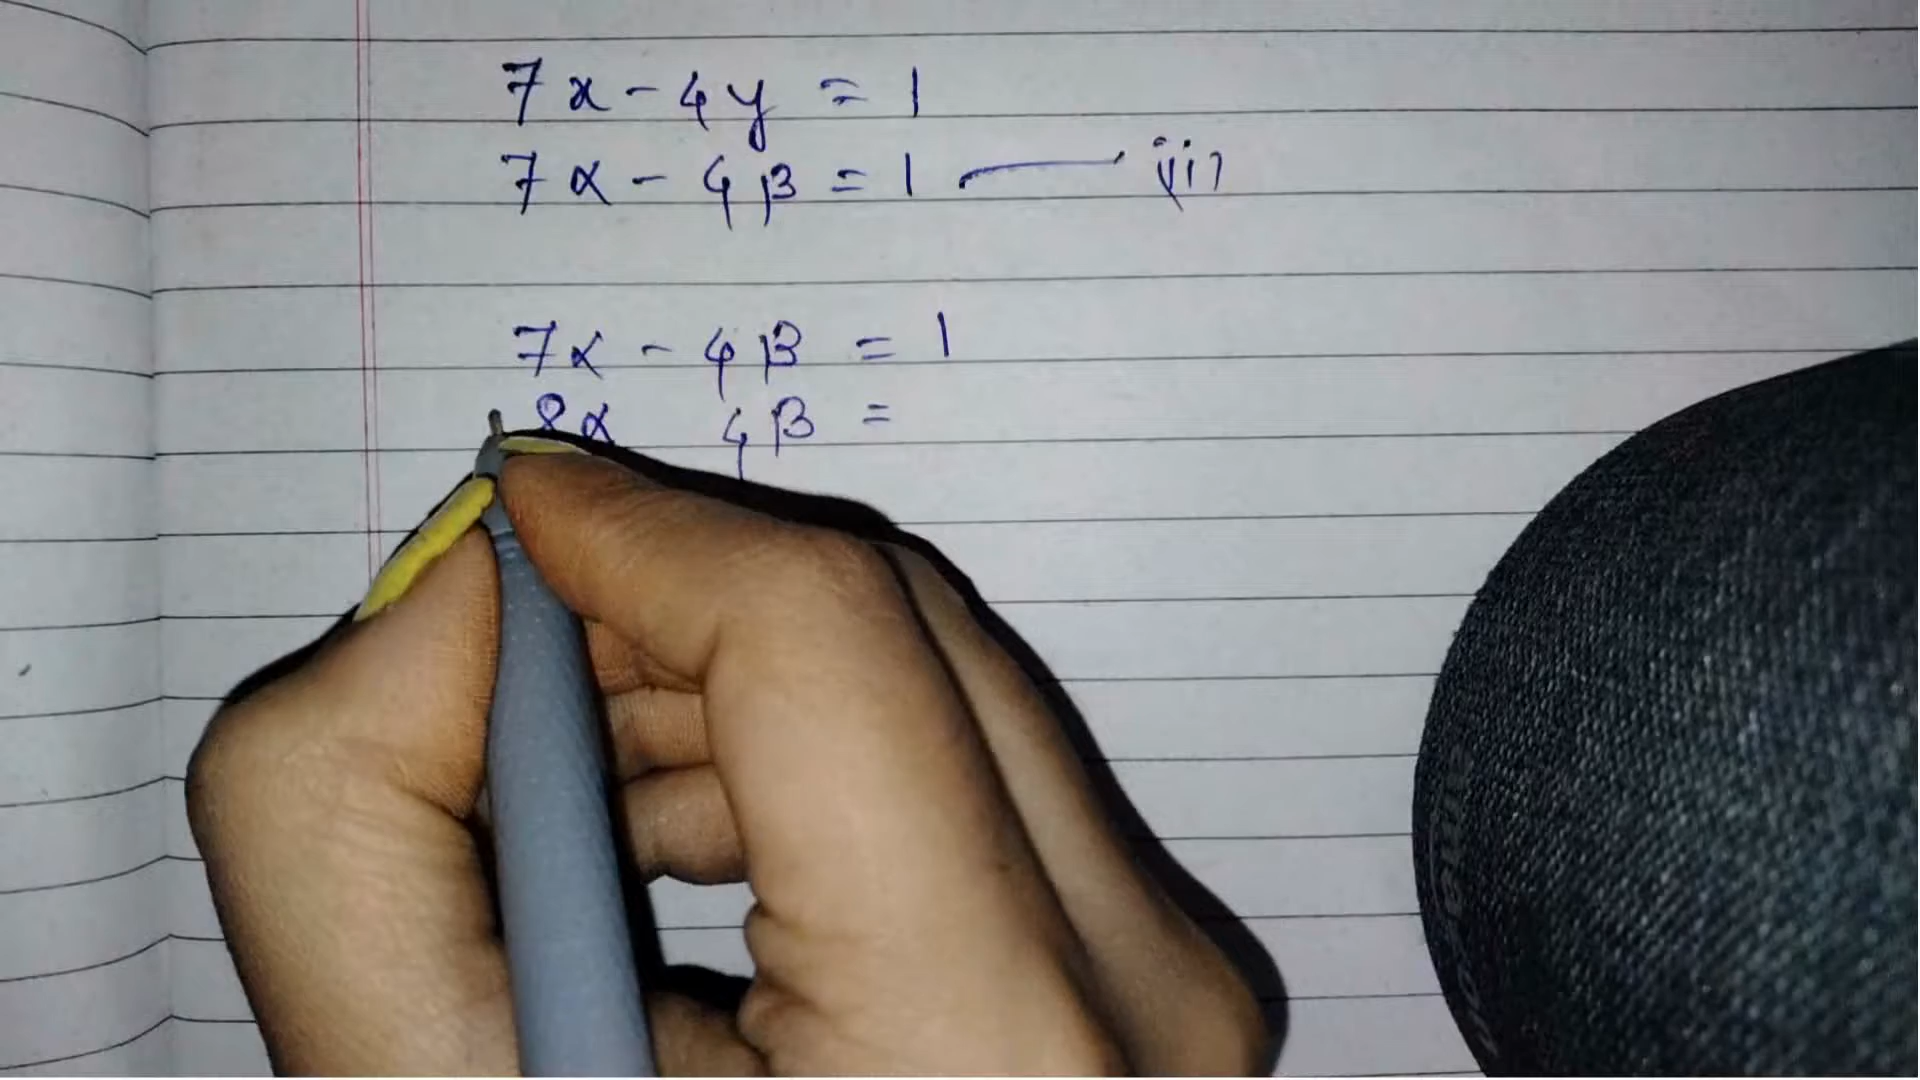 7x - 4y = 1
7α - 4β = 1 —— (ii)
7α - 4β = 1
8α 4β =